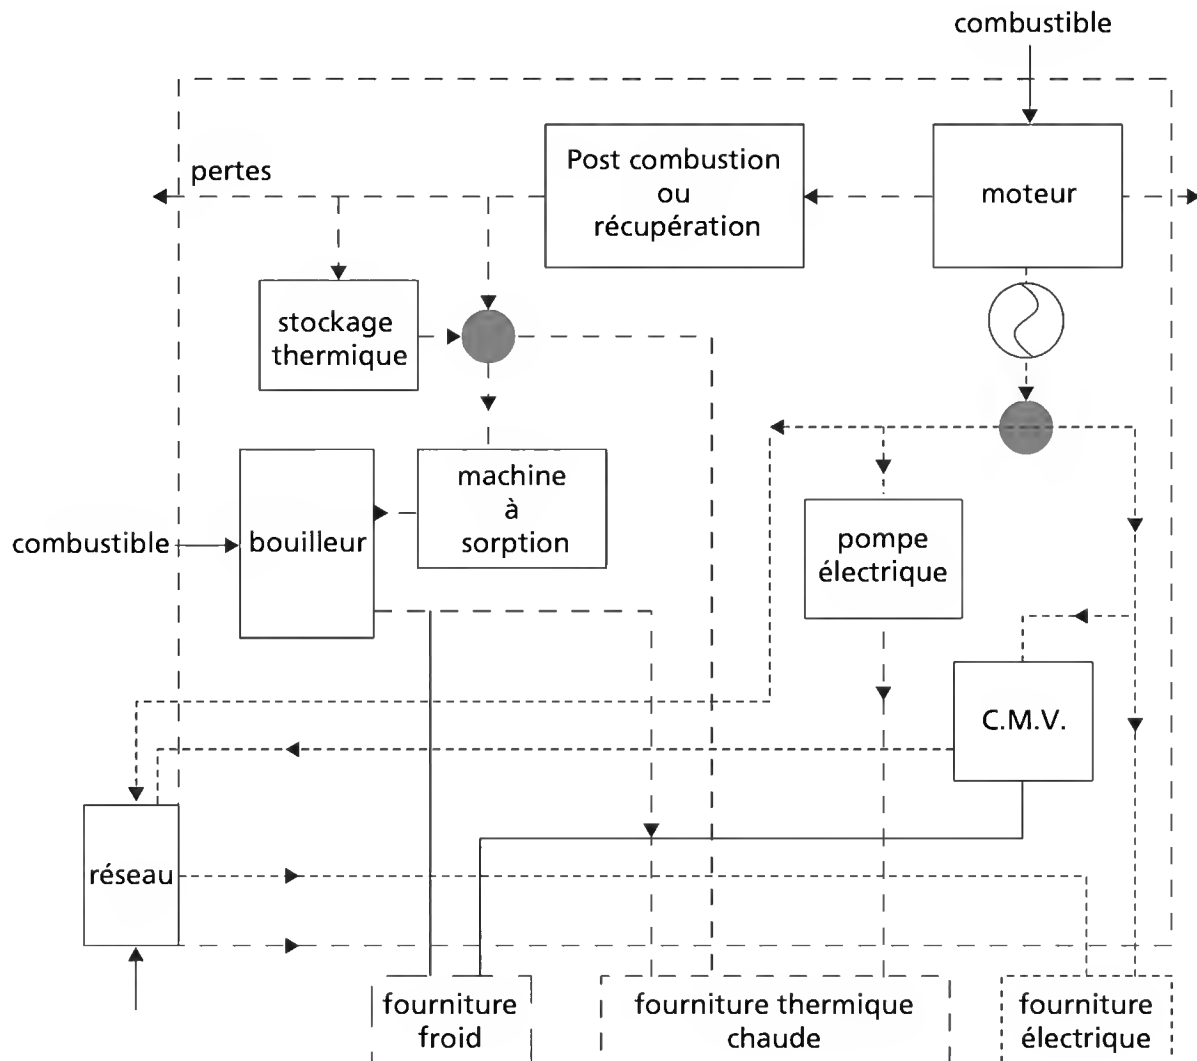 combustible
Post combustion
ou
récupération
moteur
pertes
stockage
thermique
machine
à
sorption
combustible
bouilleur
pompe
électrique
C.M.V.
réseau
fourniture
froid
fourniture thermique
chaude
fourniture
électrique